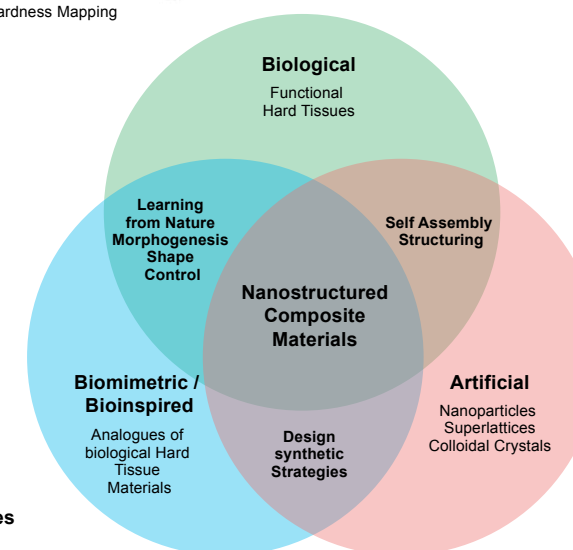 ardness Mapping
Biological
Functional
Hard Tissues
Learning
from Nature
Morphogenesis
Shape
Control
Self Assembly
Structuring
Nanostructured
Composite
Materials
Biomimetric /
Bioinspired
Analogues of
biological Hard
Tissue
Materials
Design
synthetic
Strategies
Artificial
Nanoparticles
Superlattices
Colloidal Crystals
es